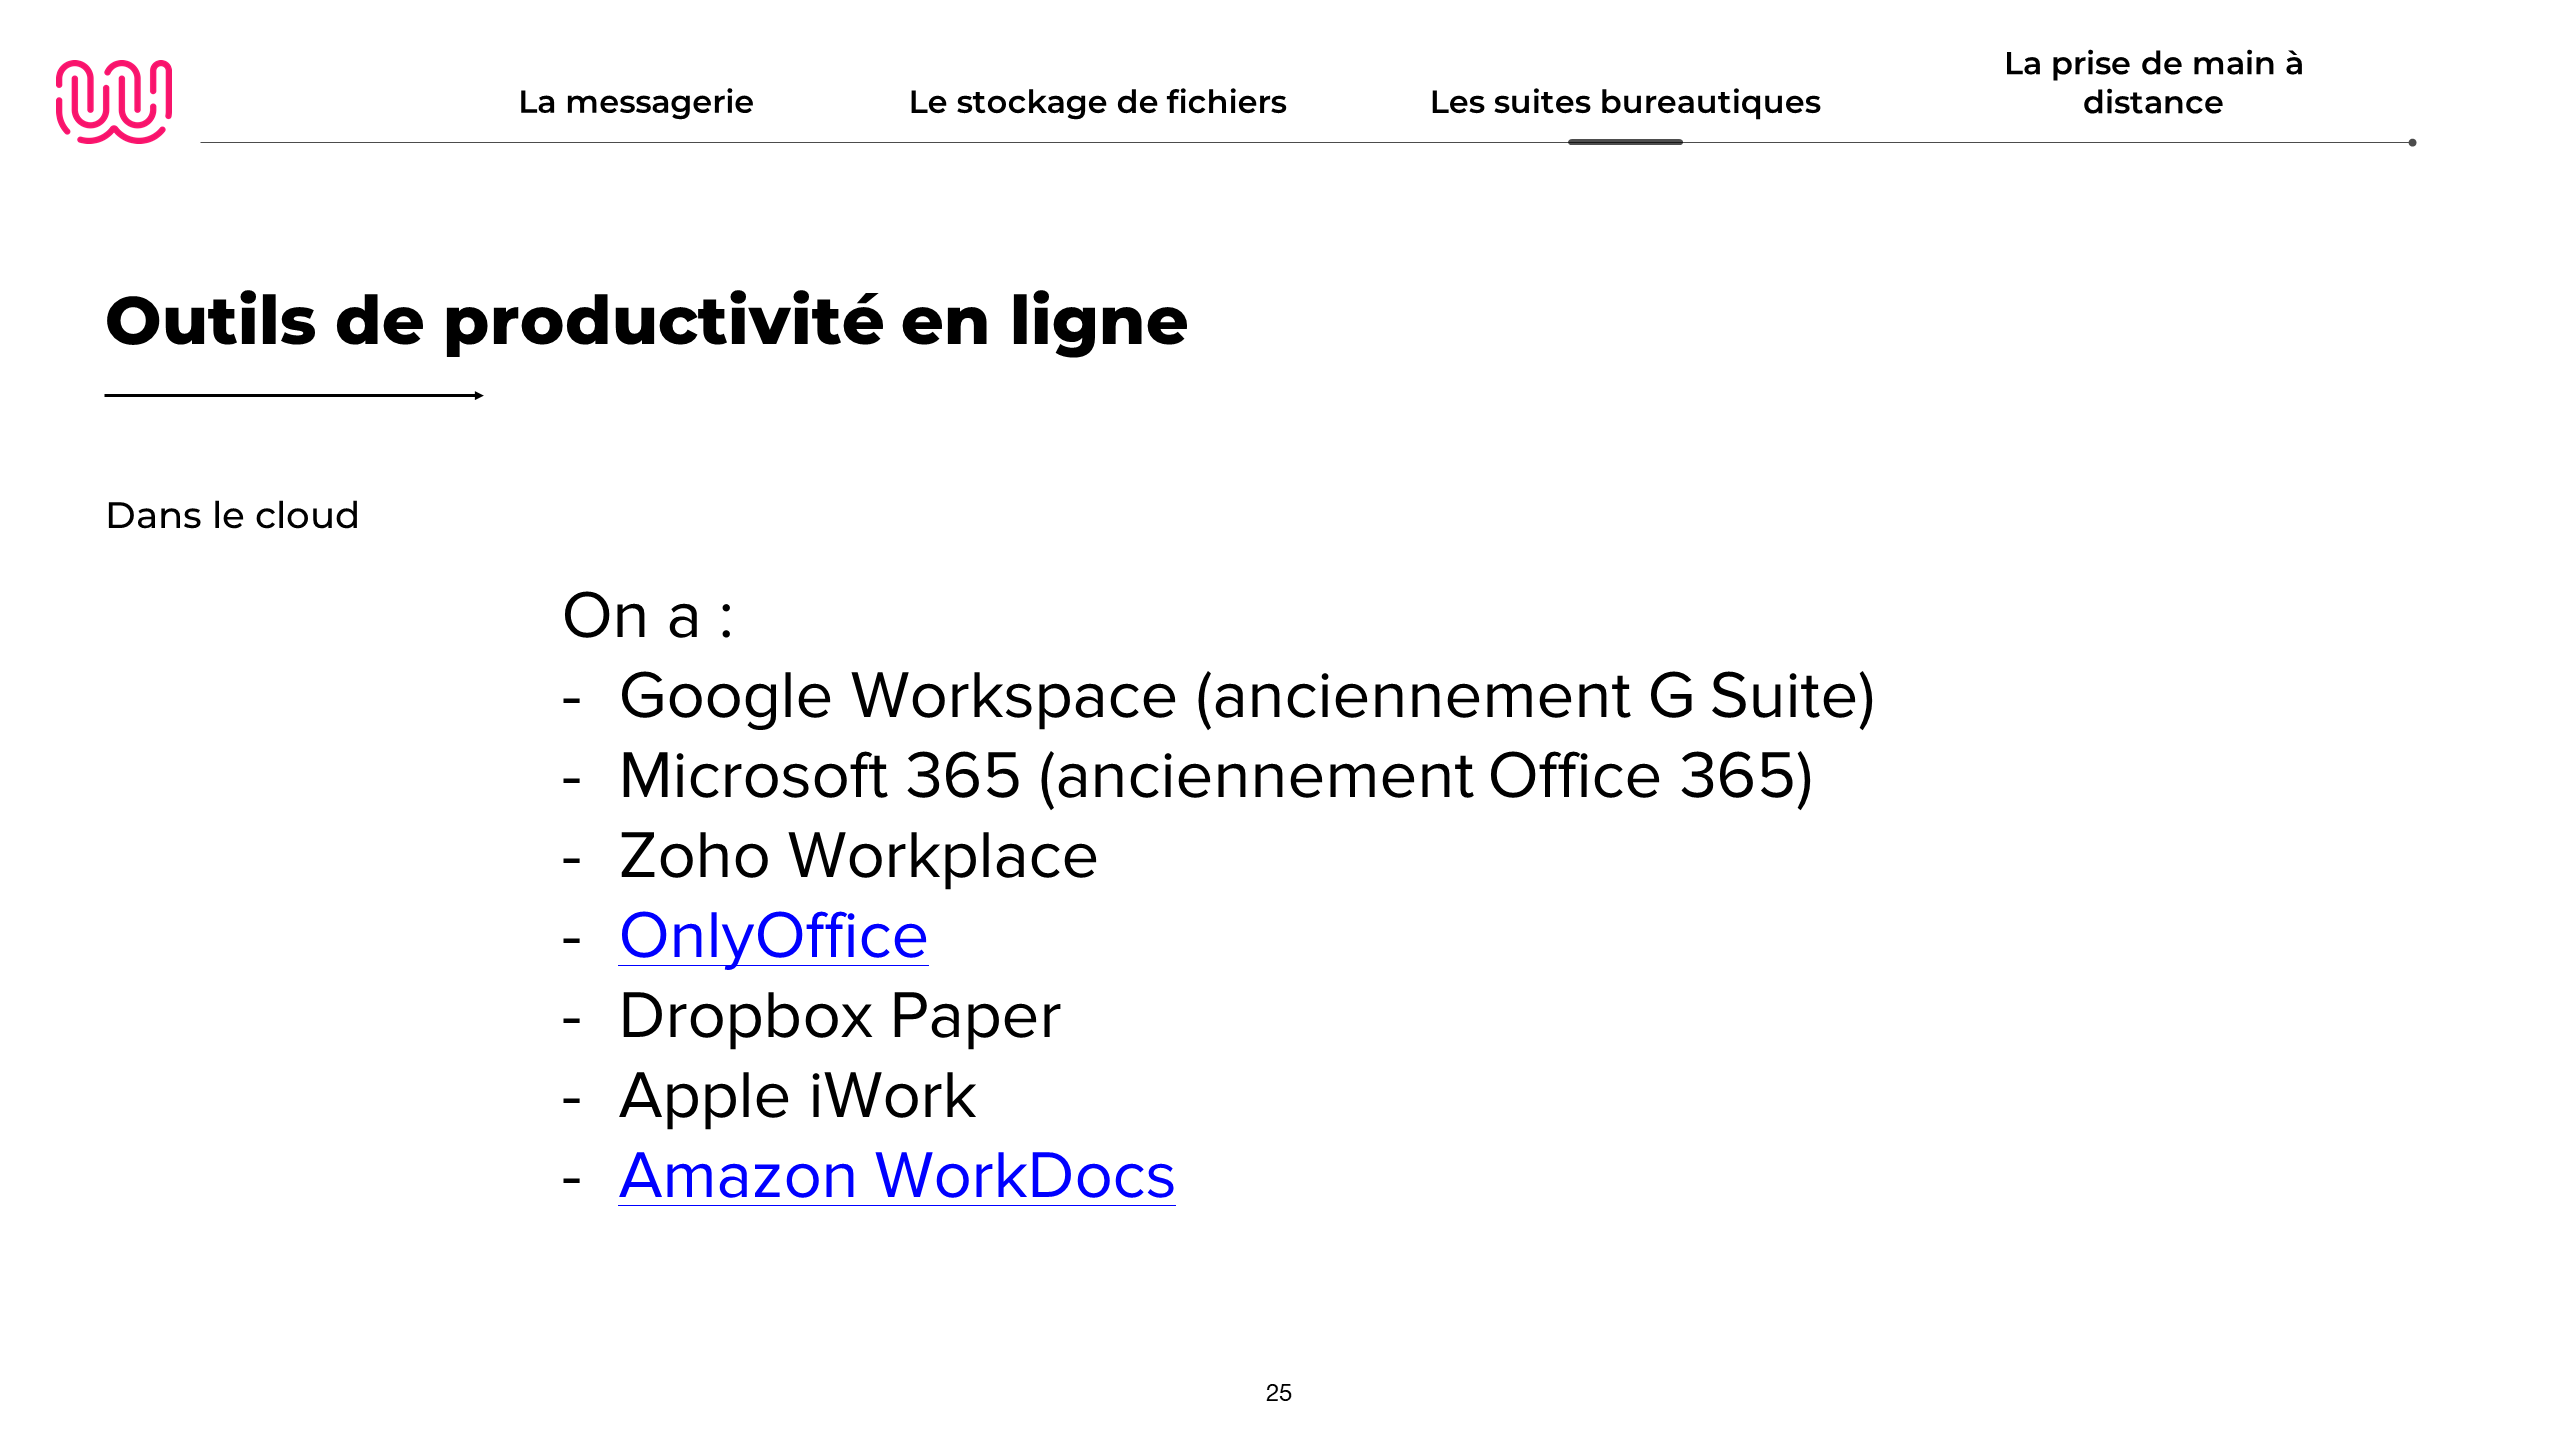 La messagerie
Le stockage de fichiers
Les suites bureautiques
La prise de main à
distance
Outils de productivité en ligne
Dans le cloud
On a :
- Google Workspace (anciennement G Suite)
- Microsoft 365 (anciennement Office 365)
- Zoho Workplace
- OnlyOffice
- Dropbox Paper
- Apple iWork
- Amazon WorkDocs
25